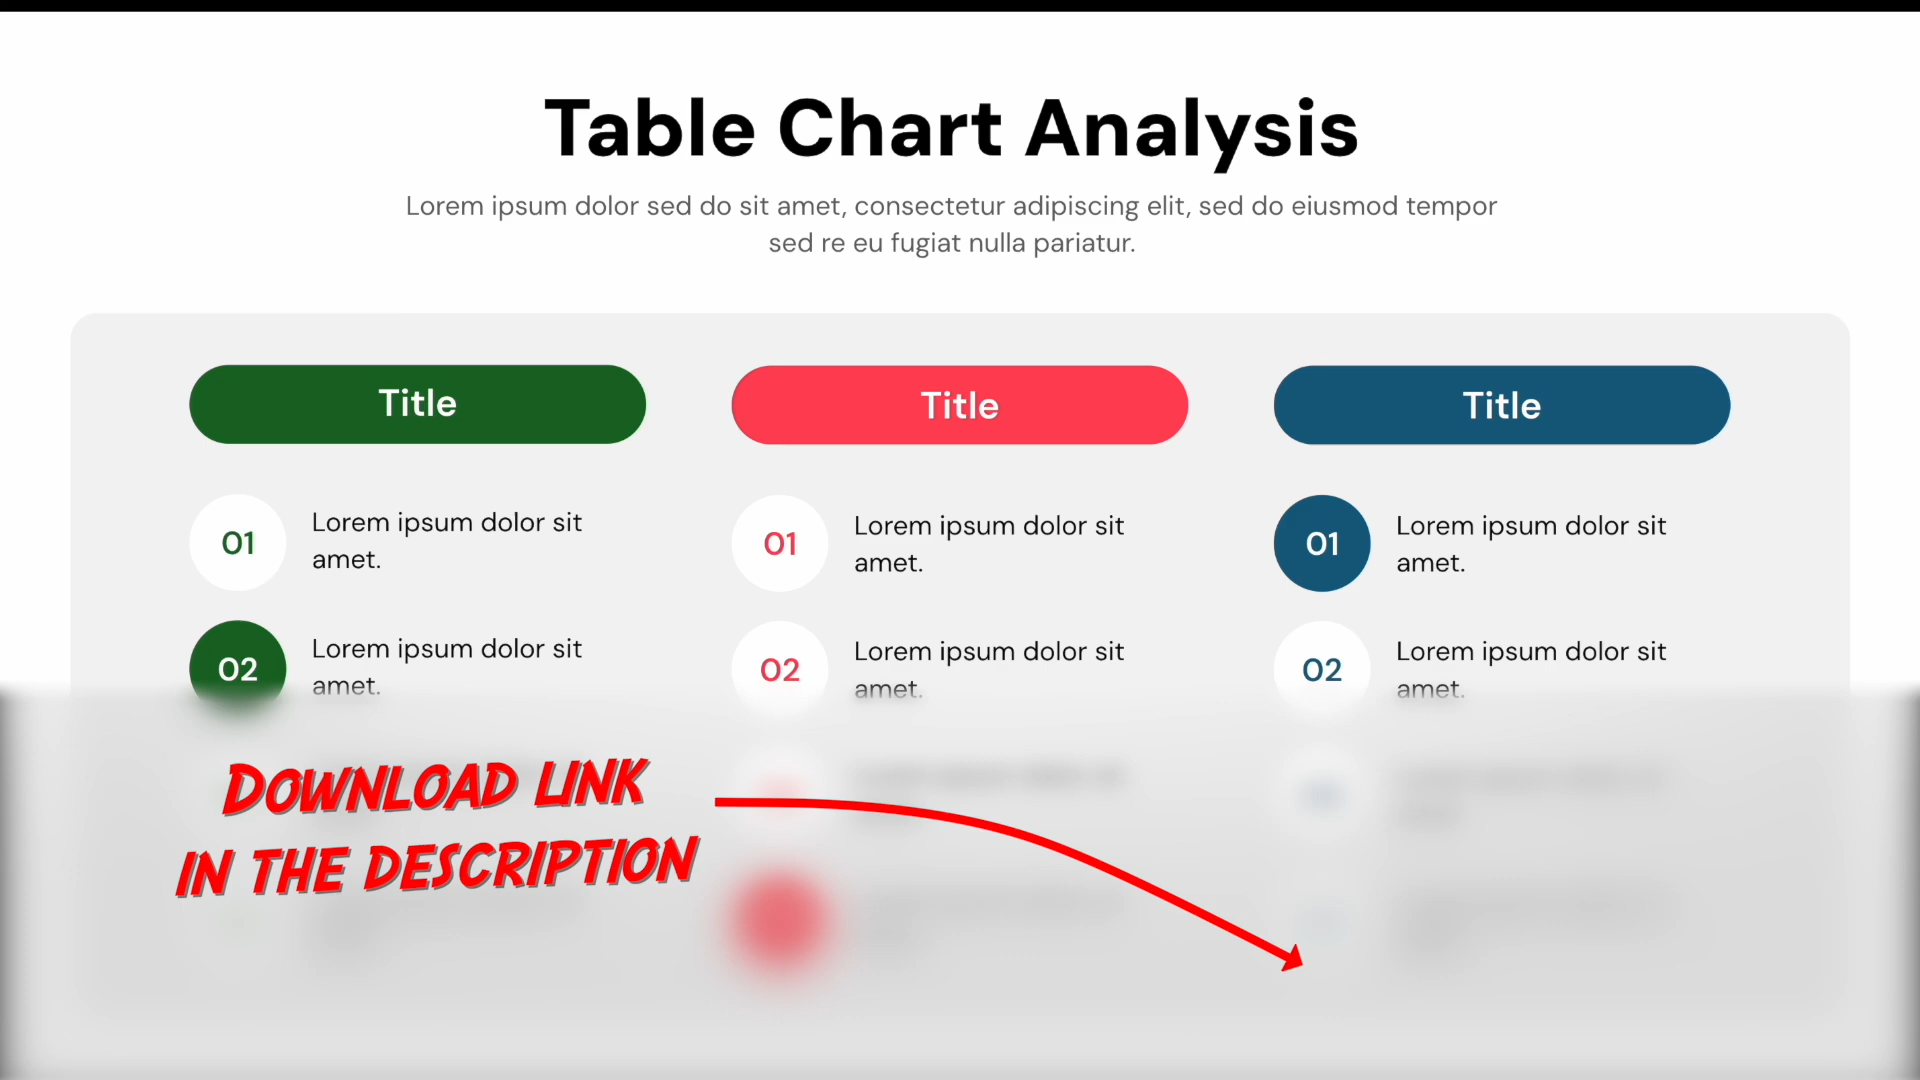 Table Chart Analysis
Lorem ipsum dolor sed do sit amet, consectetur adipiscing elit, sed do eiusmod tempor
sed re eu fugiat nulla pariatur.
Title
01
Lorem ipsum dolor sit
amet.
02
Lorem ipsum dolor sit
amet.
Title
01
Lorem ipsum dolor sit
amet.
02
Lorem ipsum dolor sit
amet.
Title
01
Lorem ipsum dolor sit
amet.
02
Lorem ipsum dolor sit
amet.
DOWNLOAD LINK
IN THE DESCRIPTION